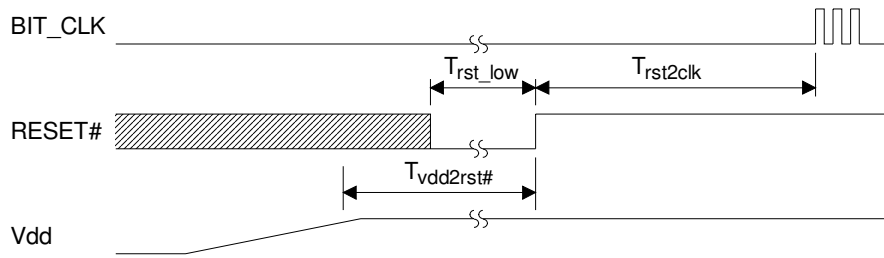 BIT_CLK
T_rst_low T_rst2clk
RESET#
T_vdd2rst#
Vdd